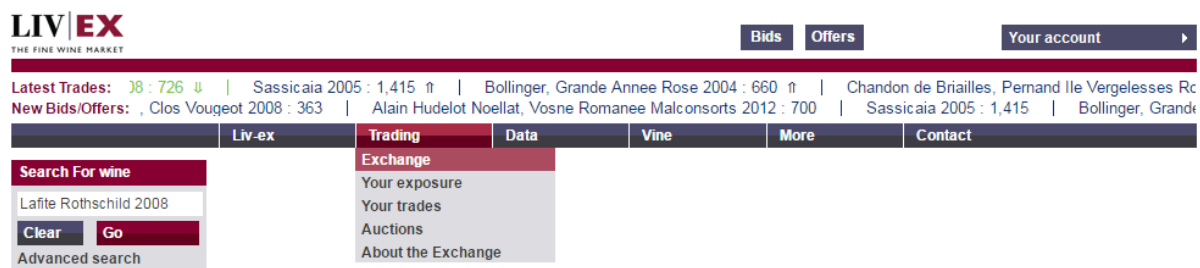 LIV|EX
THE FINE WINE MARKET
Bids Offers Your account
Latest Trades: 08 : 726 ⇓ | Sassicaia 2005 : 1,415 ⇑ | Bollinger, Grande Annee Rose 2004 : 660 ⇑ | Chandon de Briailles, Pernand Ile Vergelesses
New Bids/Offers: , Clos Vougeot 2008 : 363 | Alain Hudelot Noellat, Vosne Romanee Malconsorts 2012 : 700 | Sassicaia 2005 : 1,415 | Bollinger, Grande
Liv-ex Trading Data Vine More Contact
Search For wine
Lafite Rothschild 2008
Clear Go
Advanced search
Exchange
Your exposure
Your trades
Auctions
About the Exchange